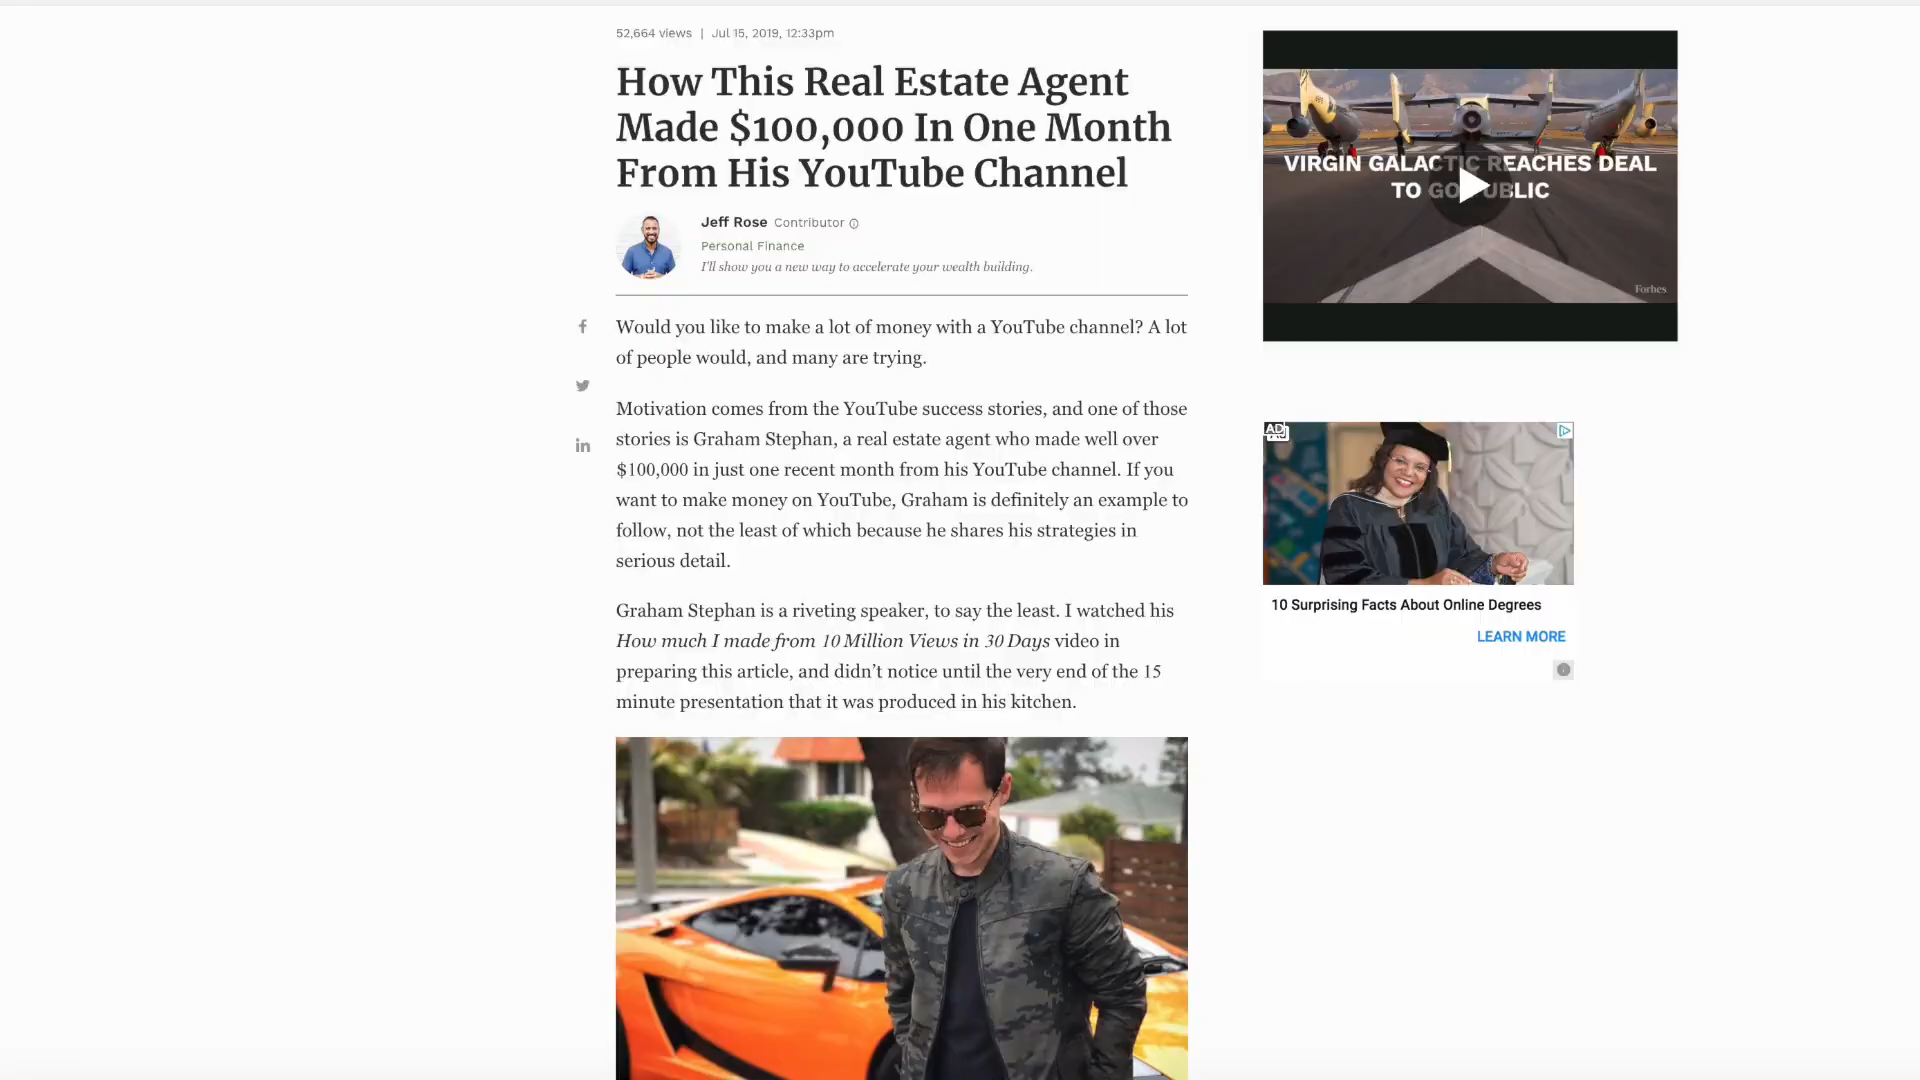 52,664 views | Jul 15, 2019, 12:33pm
How This Real Estate Agent
Made $100,000 In One Month
From His YouTube Channel
Jeff Rose Contributor
Personal Finance
I'll show you a new way to accelerate your wealth building.
Would you like to make a lot of money with a YouTube channel? A lot
of people would, and many are trying.
Motivation comes from the YouTube success stories, and one of those
stories is Graham Stephan, a real estate agent who made well over
$100,000 in just one recent month from his YouTube channel. If you
want to make money on YouTube, Graham is definitely an example to
follow, not the least of which because he shares his strategies in
serious detail.
Graham Stephan is a riveting speaker, to say the least. I watched his
How much I made from 10 Million Views in 30 Days video in
preparing this article, and didn’t notice until the very end of the 15
minute presentation that it was produced in his kitchen.
VIRGIN GALACTIC REACHES DEAL
TO GO PUBLIC
Forbes
AD
10 Surprising Facts About Online Degrees
LEARN MORE